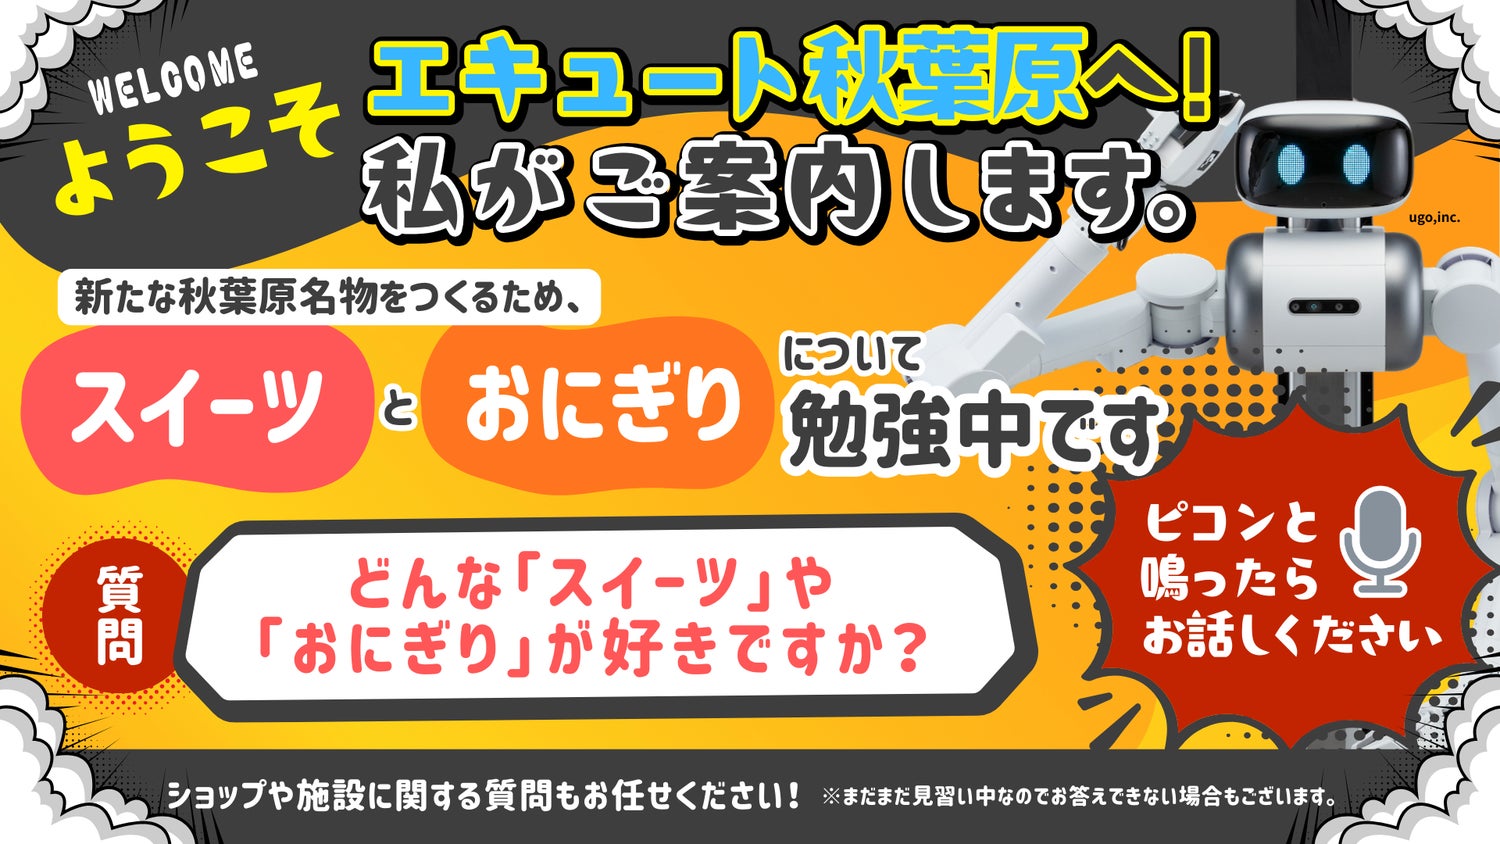 WELCOME
ようこそ
エキュート秋葉原へ!
私がご案内します。
ugo,inc.
新たな秋葉原名物をつくるため、
スイーツ と おにぎり について
勉強中です
質問
どんな「スイーツ」や
「おにぎり」が好きですか?
ピコンと
鳴ったら
お話しください
ショップや施設に関する質問もお任せください! ※まだまだ見習い中なのでお答えできない場合もございます。